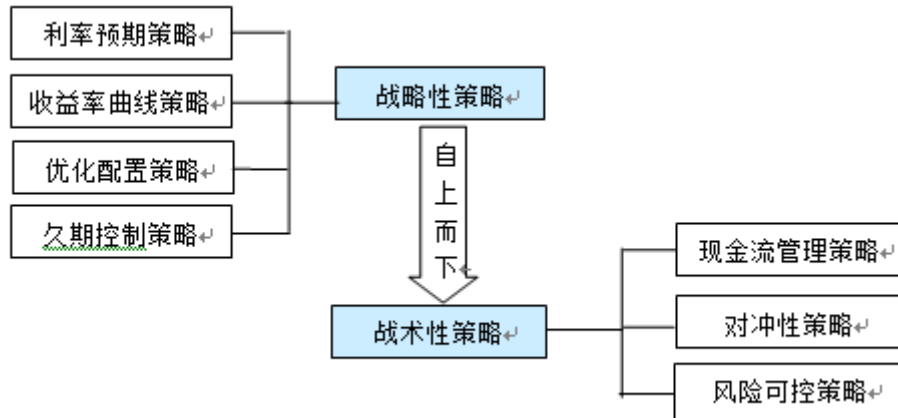 利率预期策略
收益率曲线策略
优化配置策略
久期控制策略
战略性策略
自上而下
战术性策略
现金流管理策略
对冲性策略
风险可控策略